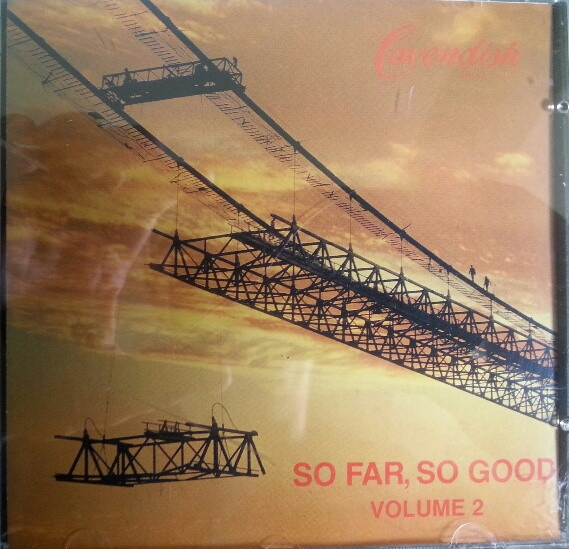 Cavendish
SO FAR, SO GOOD
VOLUME 2